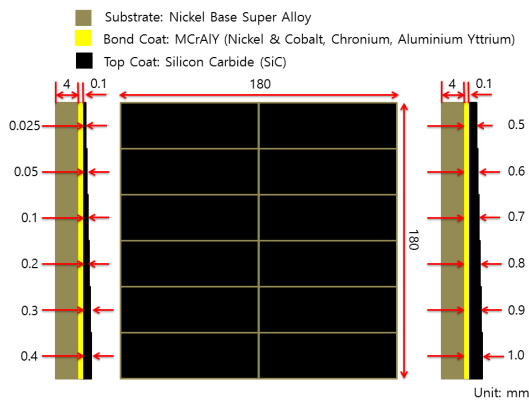 Substrate: Nickel Base Super Alloy
Bond Coat: MCrAlY (Nickel & Cobalt, Chronium, Aluminium Yttrium)
Top Coat: Silicon Carbide (SiC)
4 0.1 180 4 0.1
0.025 0.5
0.05 0.6
0.1 0.7
180
0.2 0.8
0.3 0.9
0.4 1.0
Unit: mm